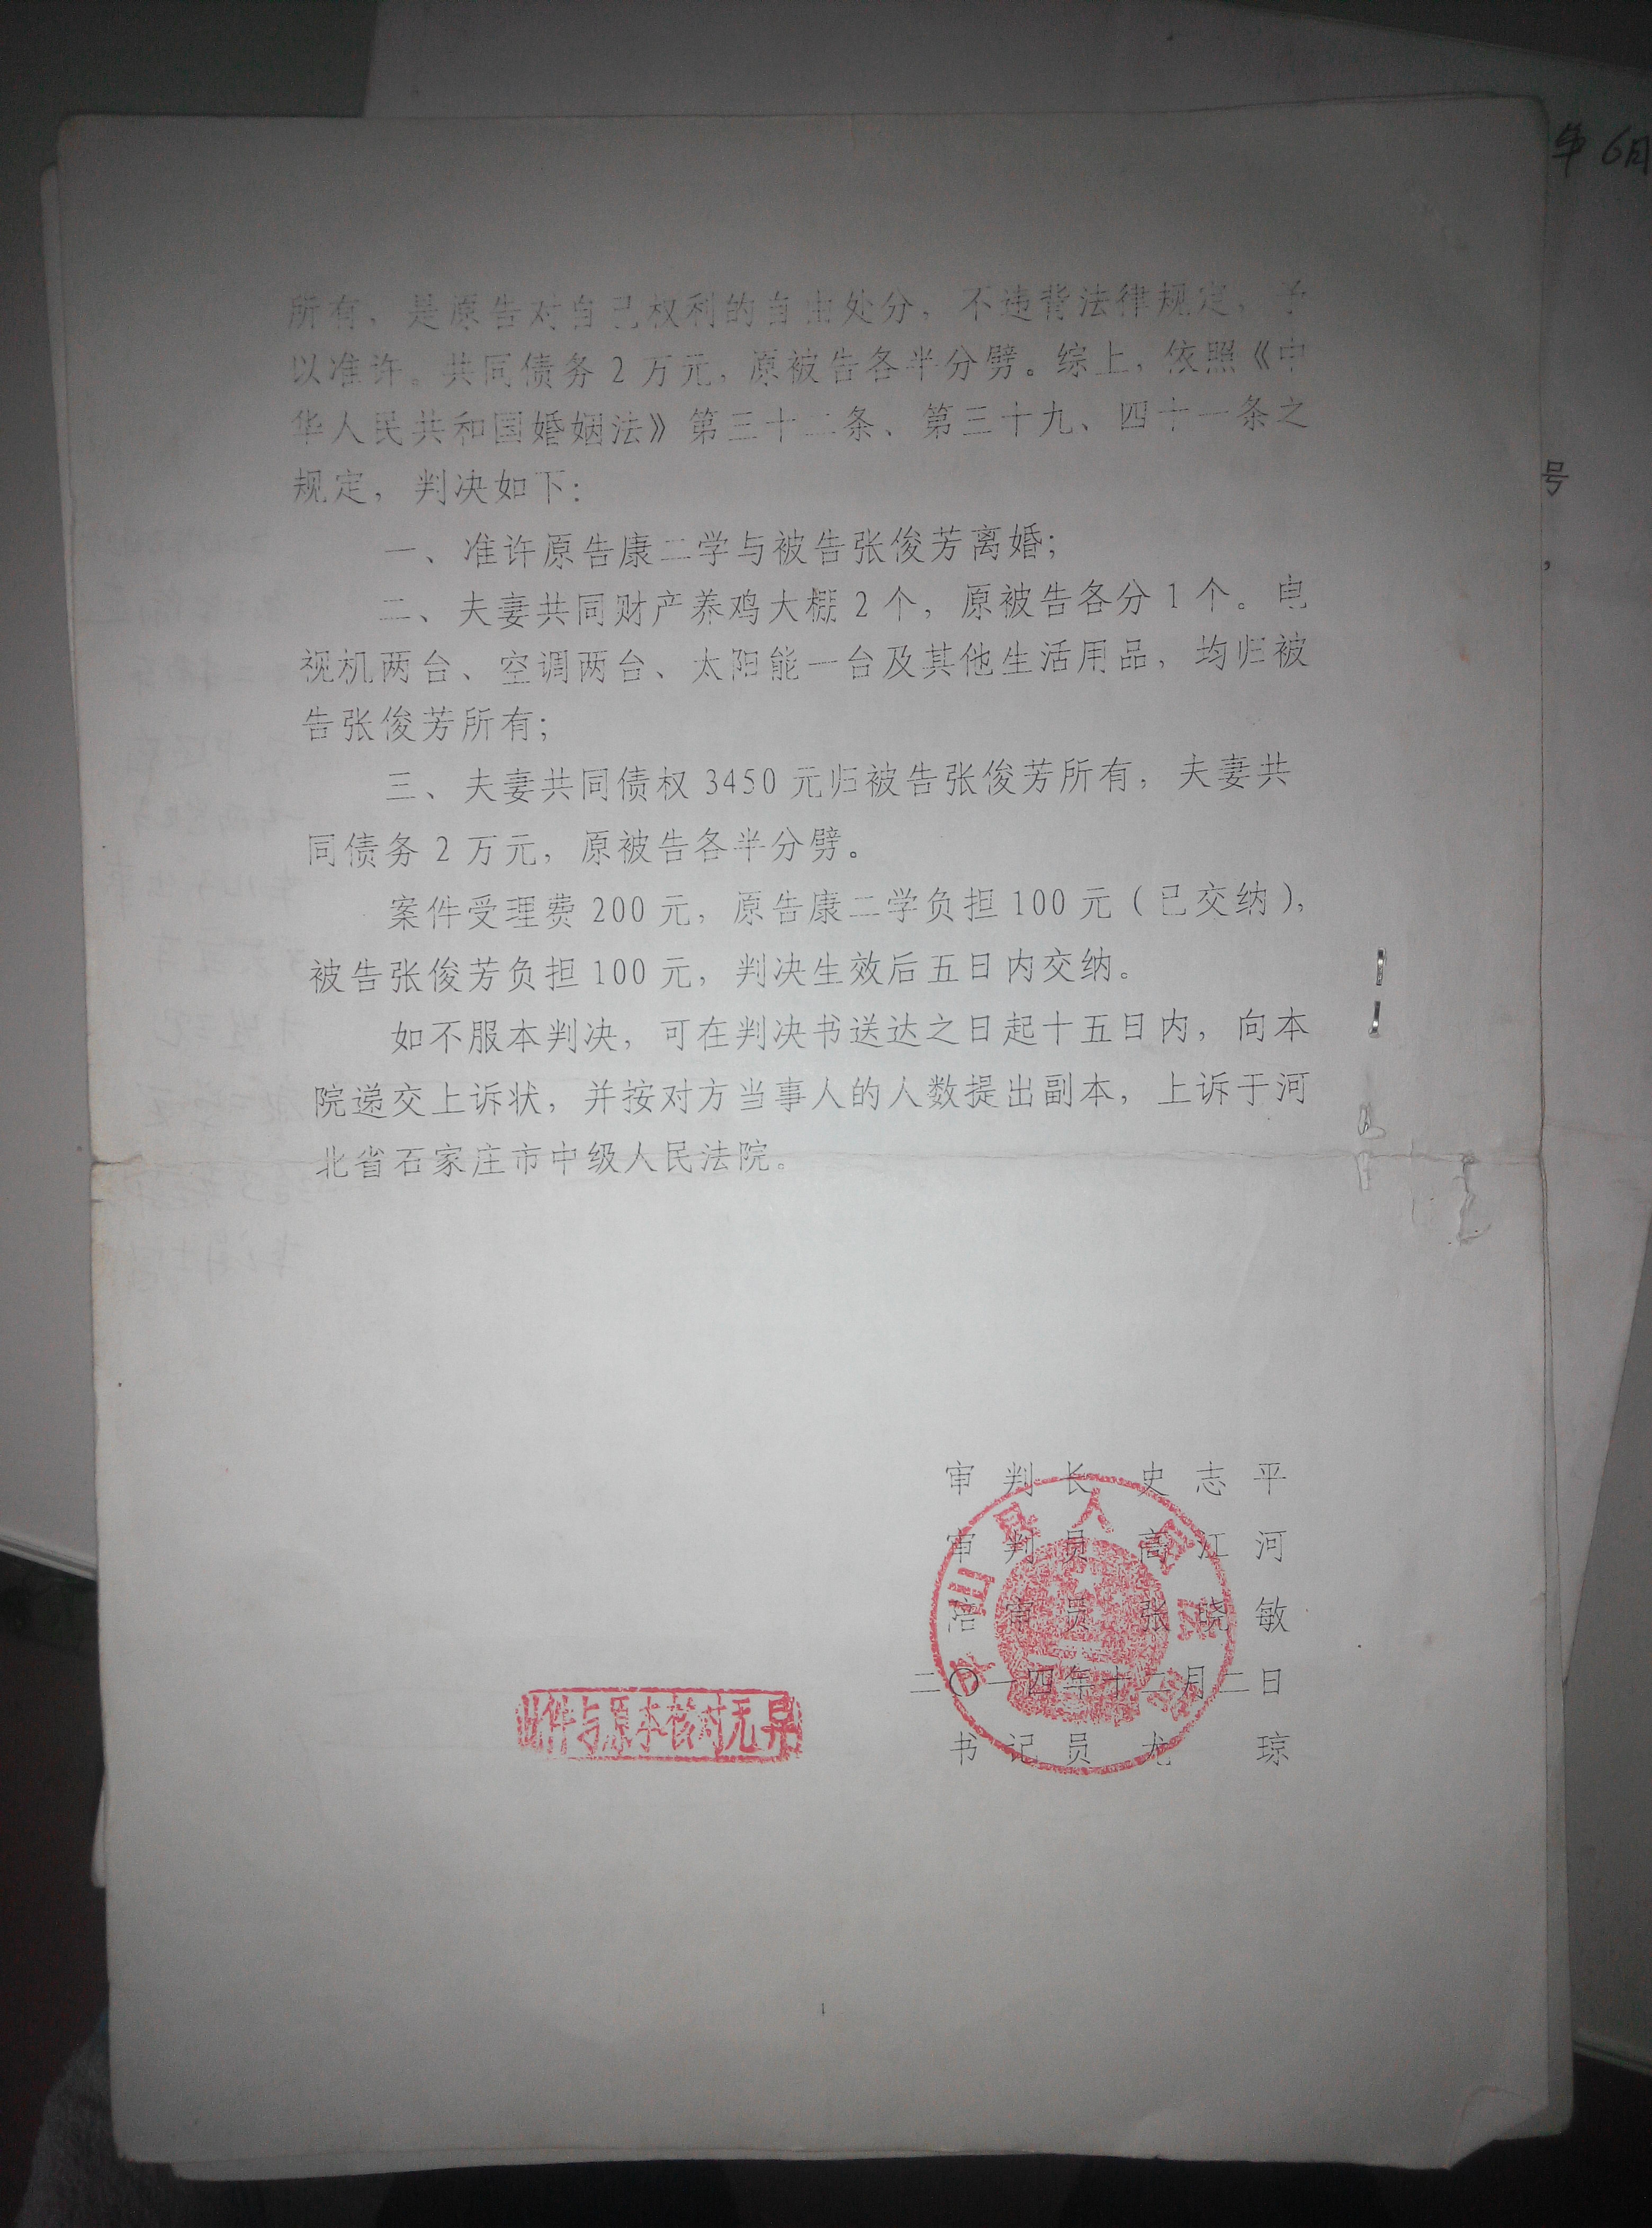 年6月
所有，是原告对自己权利的自由处分，不违背法律规定，予
以准许。共同债务2万元，原被告各半分劈。综上，依照《中
华人民共和国婚姻法》第三十二条、第三十九、四十一条之
规定，判决如下：
号
一、准许原告康二学与被告张俊芳离婚；
，
二、夫妻共同财产养鸡大棚2个，原被告各分1个。电
视机两台、空调两台、太阳能一台及其他生活用品，均归被
告张俊芳所有；
三、夫妻共同债权3450元归被告张俊芳所有，夫妻共
同债务2万元，原被告各半分劈。
案件受理费200元，原告康二学负担100元（已交纳），
被告张俊芳负担100元，判决生效后五日内交纳。
如不服本判决，可在判决书送达之日起十五日内，向本
院递交上诉状，并按对方当事人的人数提出副本，上诉于河
北省石家庄市中级人民法院。
审判长 史志平
审判员 高江河
陪审员 张晓敏
二〇一四年十二月二日
书记员 尤琼
山县人民法
此件与原本核对无异
1